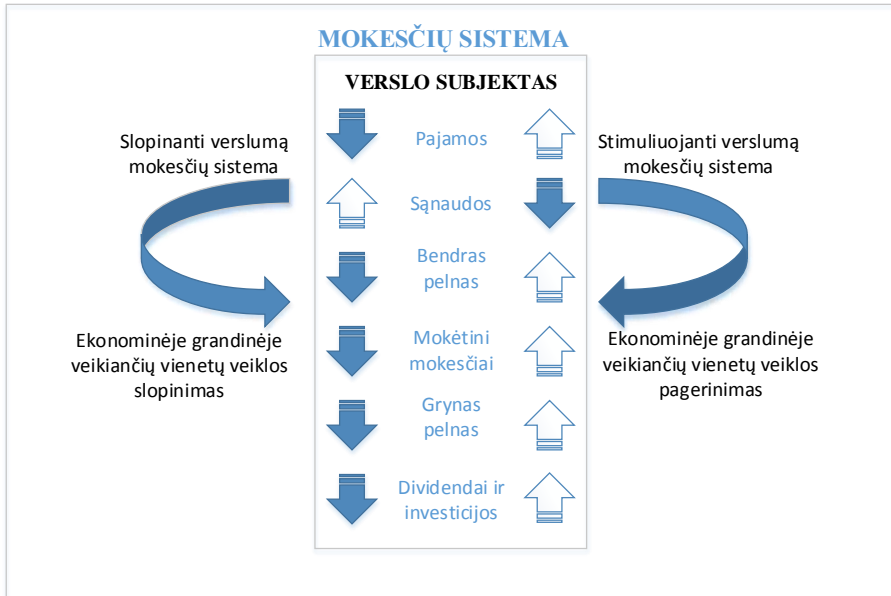 MOKESČIŲ SISTEMA
VERSLO SUBJEKTAS
Slopinanti verslumą
mokesčių sistema
Pajamos
Stimuliuojanti verslumą
mokesčių sistema
Sąnaudos
Bendras
pelnas
Ekonominėje grandinėje
veikiančių vienetų veiklos
slopinimas
Mokėtini
mokesčiai
Ekonominėje grandinėje
veikiančių vienetų veiklos
pagerinimas
Grynas
pelnas
Dividendai ir
investicijos